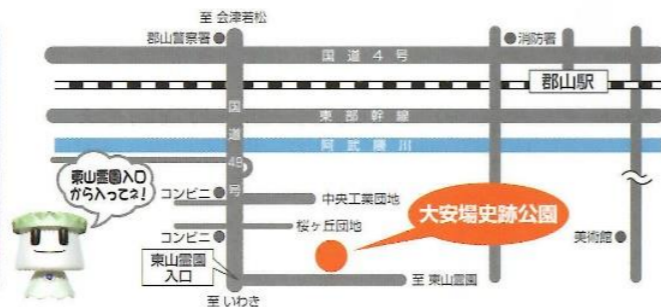 至 会津若松
郡山警察署
消防署
国道4号
郡山駅
東部幹線
阿武隈川
国道49号
東山霊園入口
から入ってネ!
コンビニ
中央工業団地
桜ヶ丘団地
大安場史跡公園
コンビニ
美術館
東山霊園
入口
至 東山霊園
至 いわき